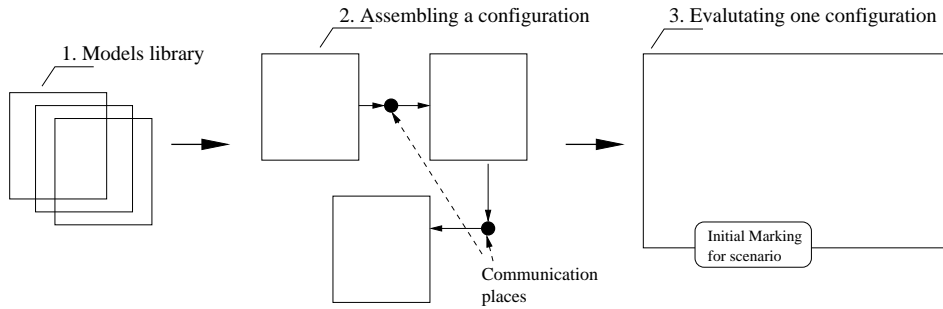 1. Models library
2. Assembling a configuration
3. Evalutating one configuration
Communication
places
Initial Marking
for scenario